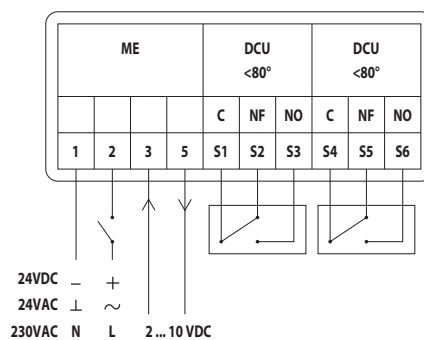 ME DCU DCU
<80° <80°
C NF NO C NF NO
1 2 3 5 S1 S2 S3 S4 S5 S6
24VDC – +
24VAC ⊥ ~
230VAC N L 2 ... 10 VDC